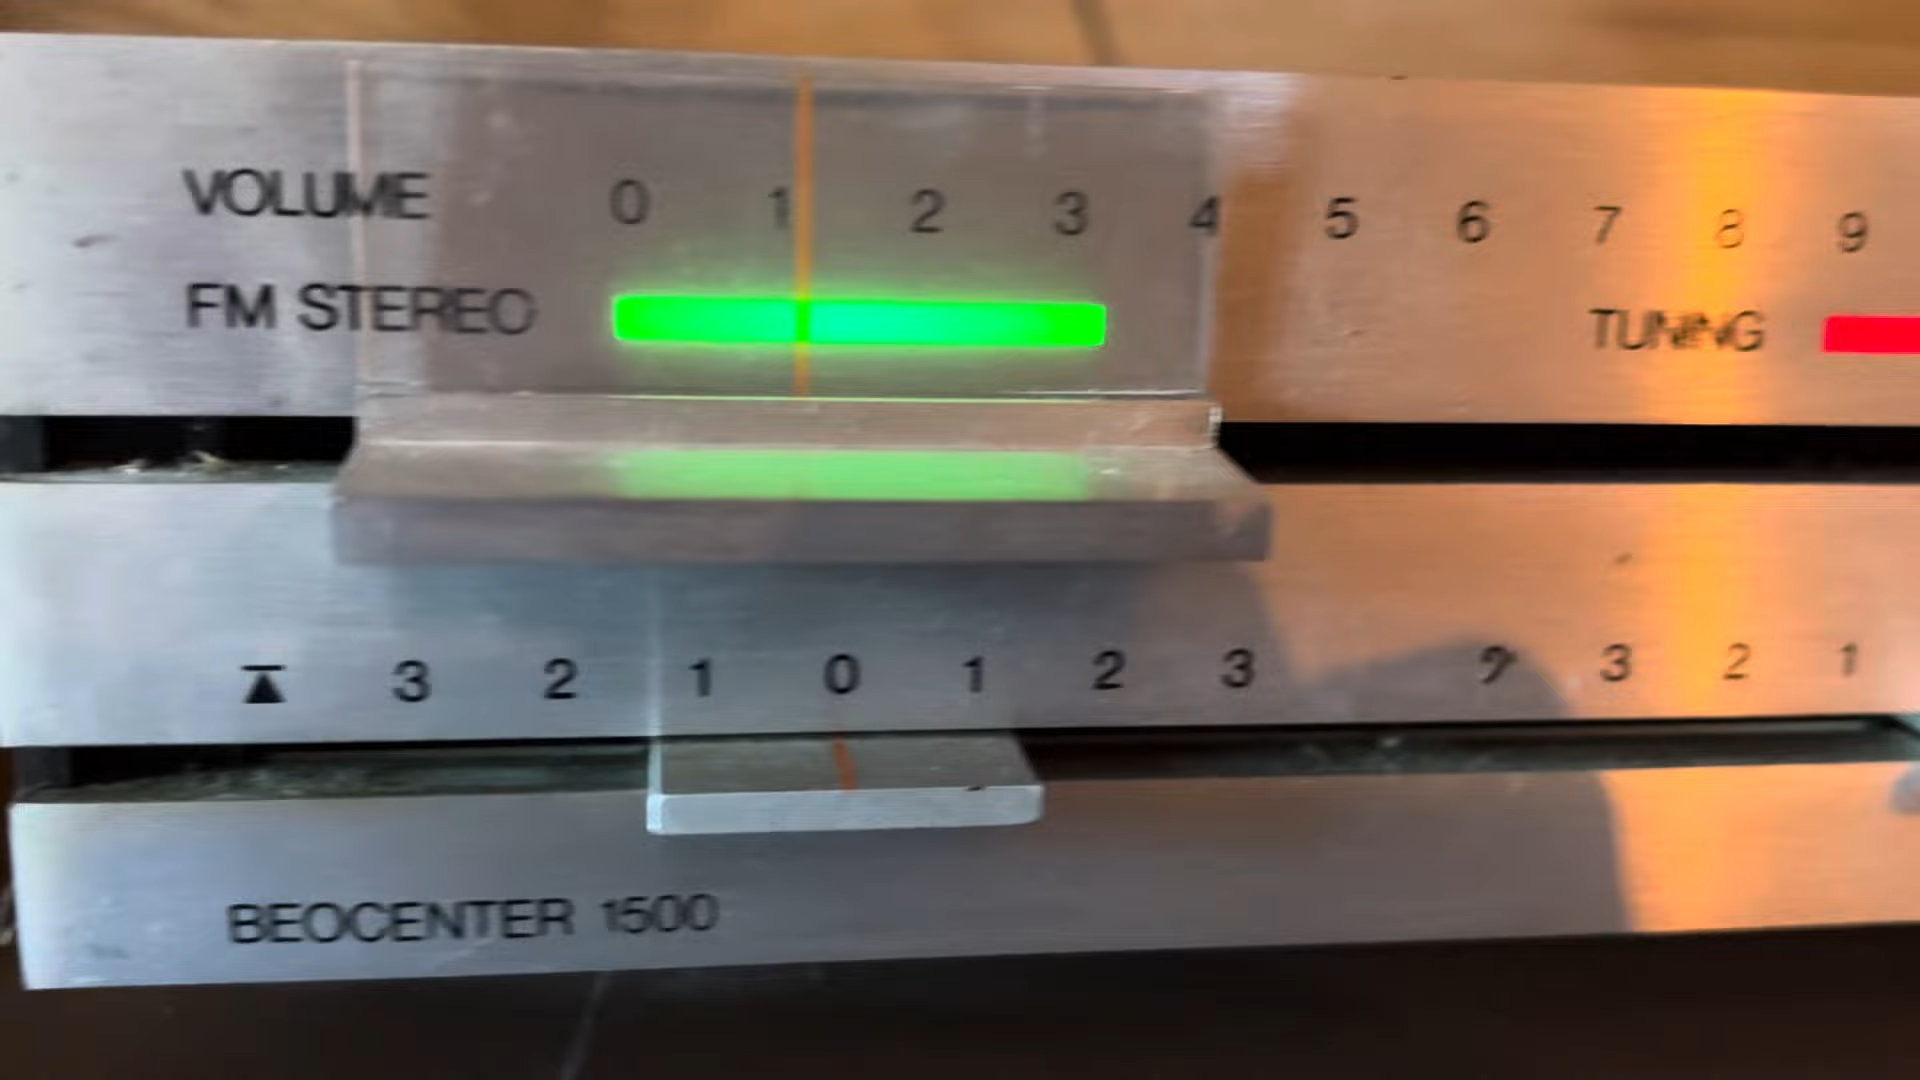 VOLUME 0 1 2 3 4 5 6 7 8 9
FM STEREO TUNING
3 2 1 0 1 2 3 3 2 1
BEOCENTER 1500